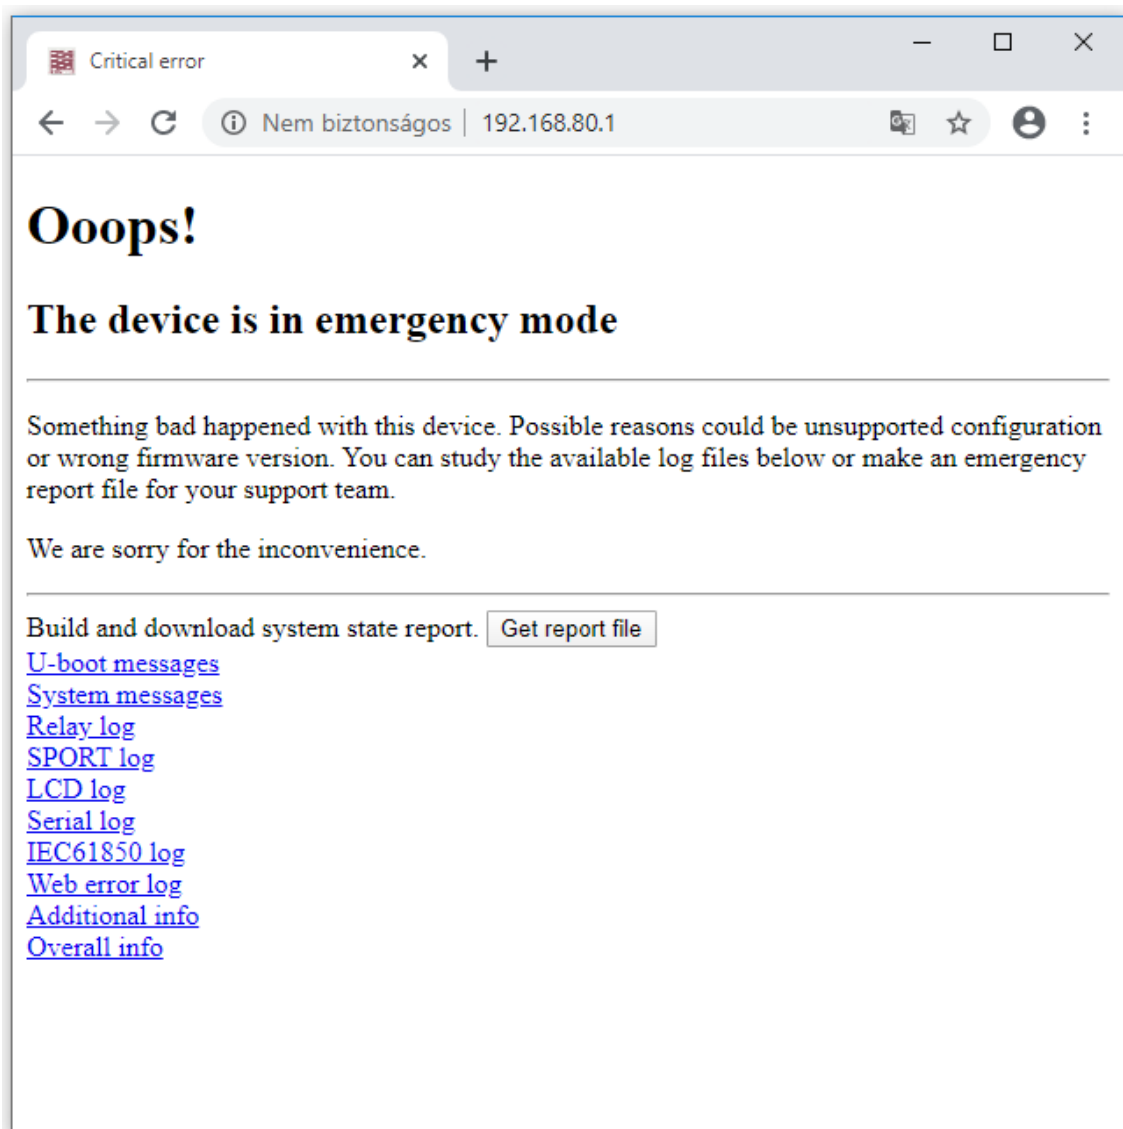 Critical error
Nem biztonságos | 192.168.80.1
Ooops!
The device is in emergency mode
Something bad happened with this device. Possible reasons could be unsupported configuration
or wrong firmware version. You can study the available log files below or make an emergency
report file for your support team.
We are sorry for the inconvenience.
Build and download system state report. Get report file
U-boot messages
System messages
Relay log
SPORT log
LCD log
Serial log
IEC61850 log
Web error log
Additional info
Overall info